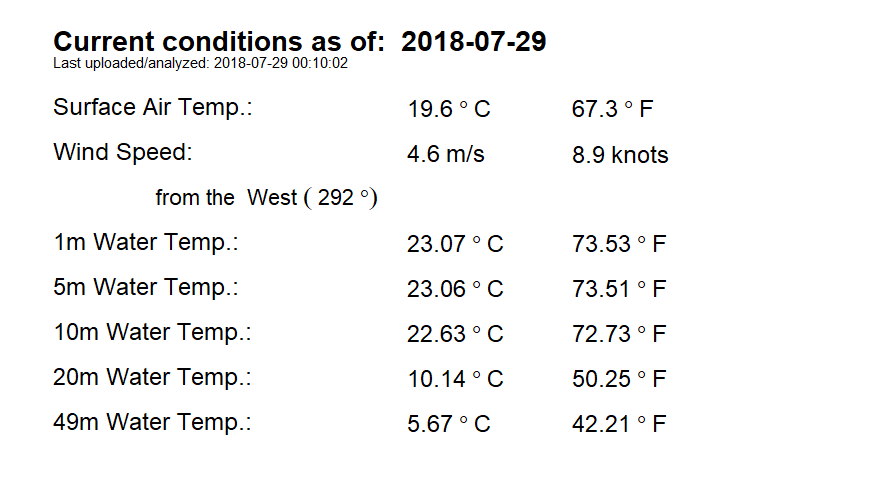 Current conditions as of: 2018-07-29
Last uploaded/analyzed: 2018-07-29 00:10:02
Surface Air Temp.: 19.6 ° C 67.3 ° F
Wind Speed: 4.6 m/s 8.9 knots
from the West ( 292 °)
1m Water Temp.: 23.07 ° C 73.53 ° F
5m Water Temp.: 23.06 ° C 73.51 ° F
10m Water Temp.: 22.63 ° C 72.73 ° F
20m Water Temp.: 10.14 ° C 50.25 ° F
49m Water Temp.: 5.67 ° C 42.21 ° F